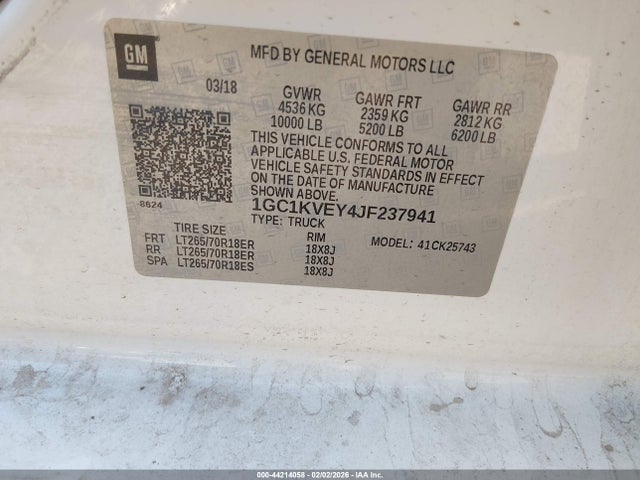 GM
MFD BY GENERAL MOTORS LLC
03/18
GVWR GAWR FRT GAWR RR
4536 KG 2359 KG 2812 KG
10000 LB 5200 LB 6200 LB
THIS VEHICLE CONFORMS TO ALL
APPLICABLE U.S. FEDERAL MOTOR
VEHICLE SAFETY STANDARDS IN EFFECT
ON THE DATE OF MANUFACTURE
SHOWN ABOVE.
8624
1GC1KVEY4JF237941
TYPE: TRUCK
TIRE SIZE RIM MODEL: 41CK25743
FRT LT265/70R18ER 18X8J
RR LT265/70R18ER 18X8J
SPA LT265/70R18ES 18X8J
000-44214058 - 02/02/2026 - IAAI Inc.